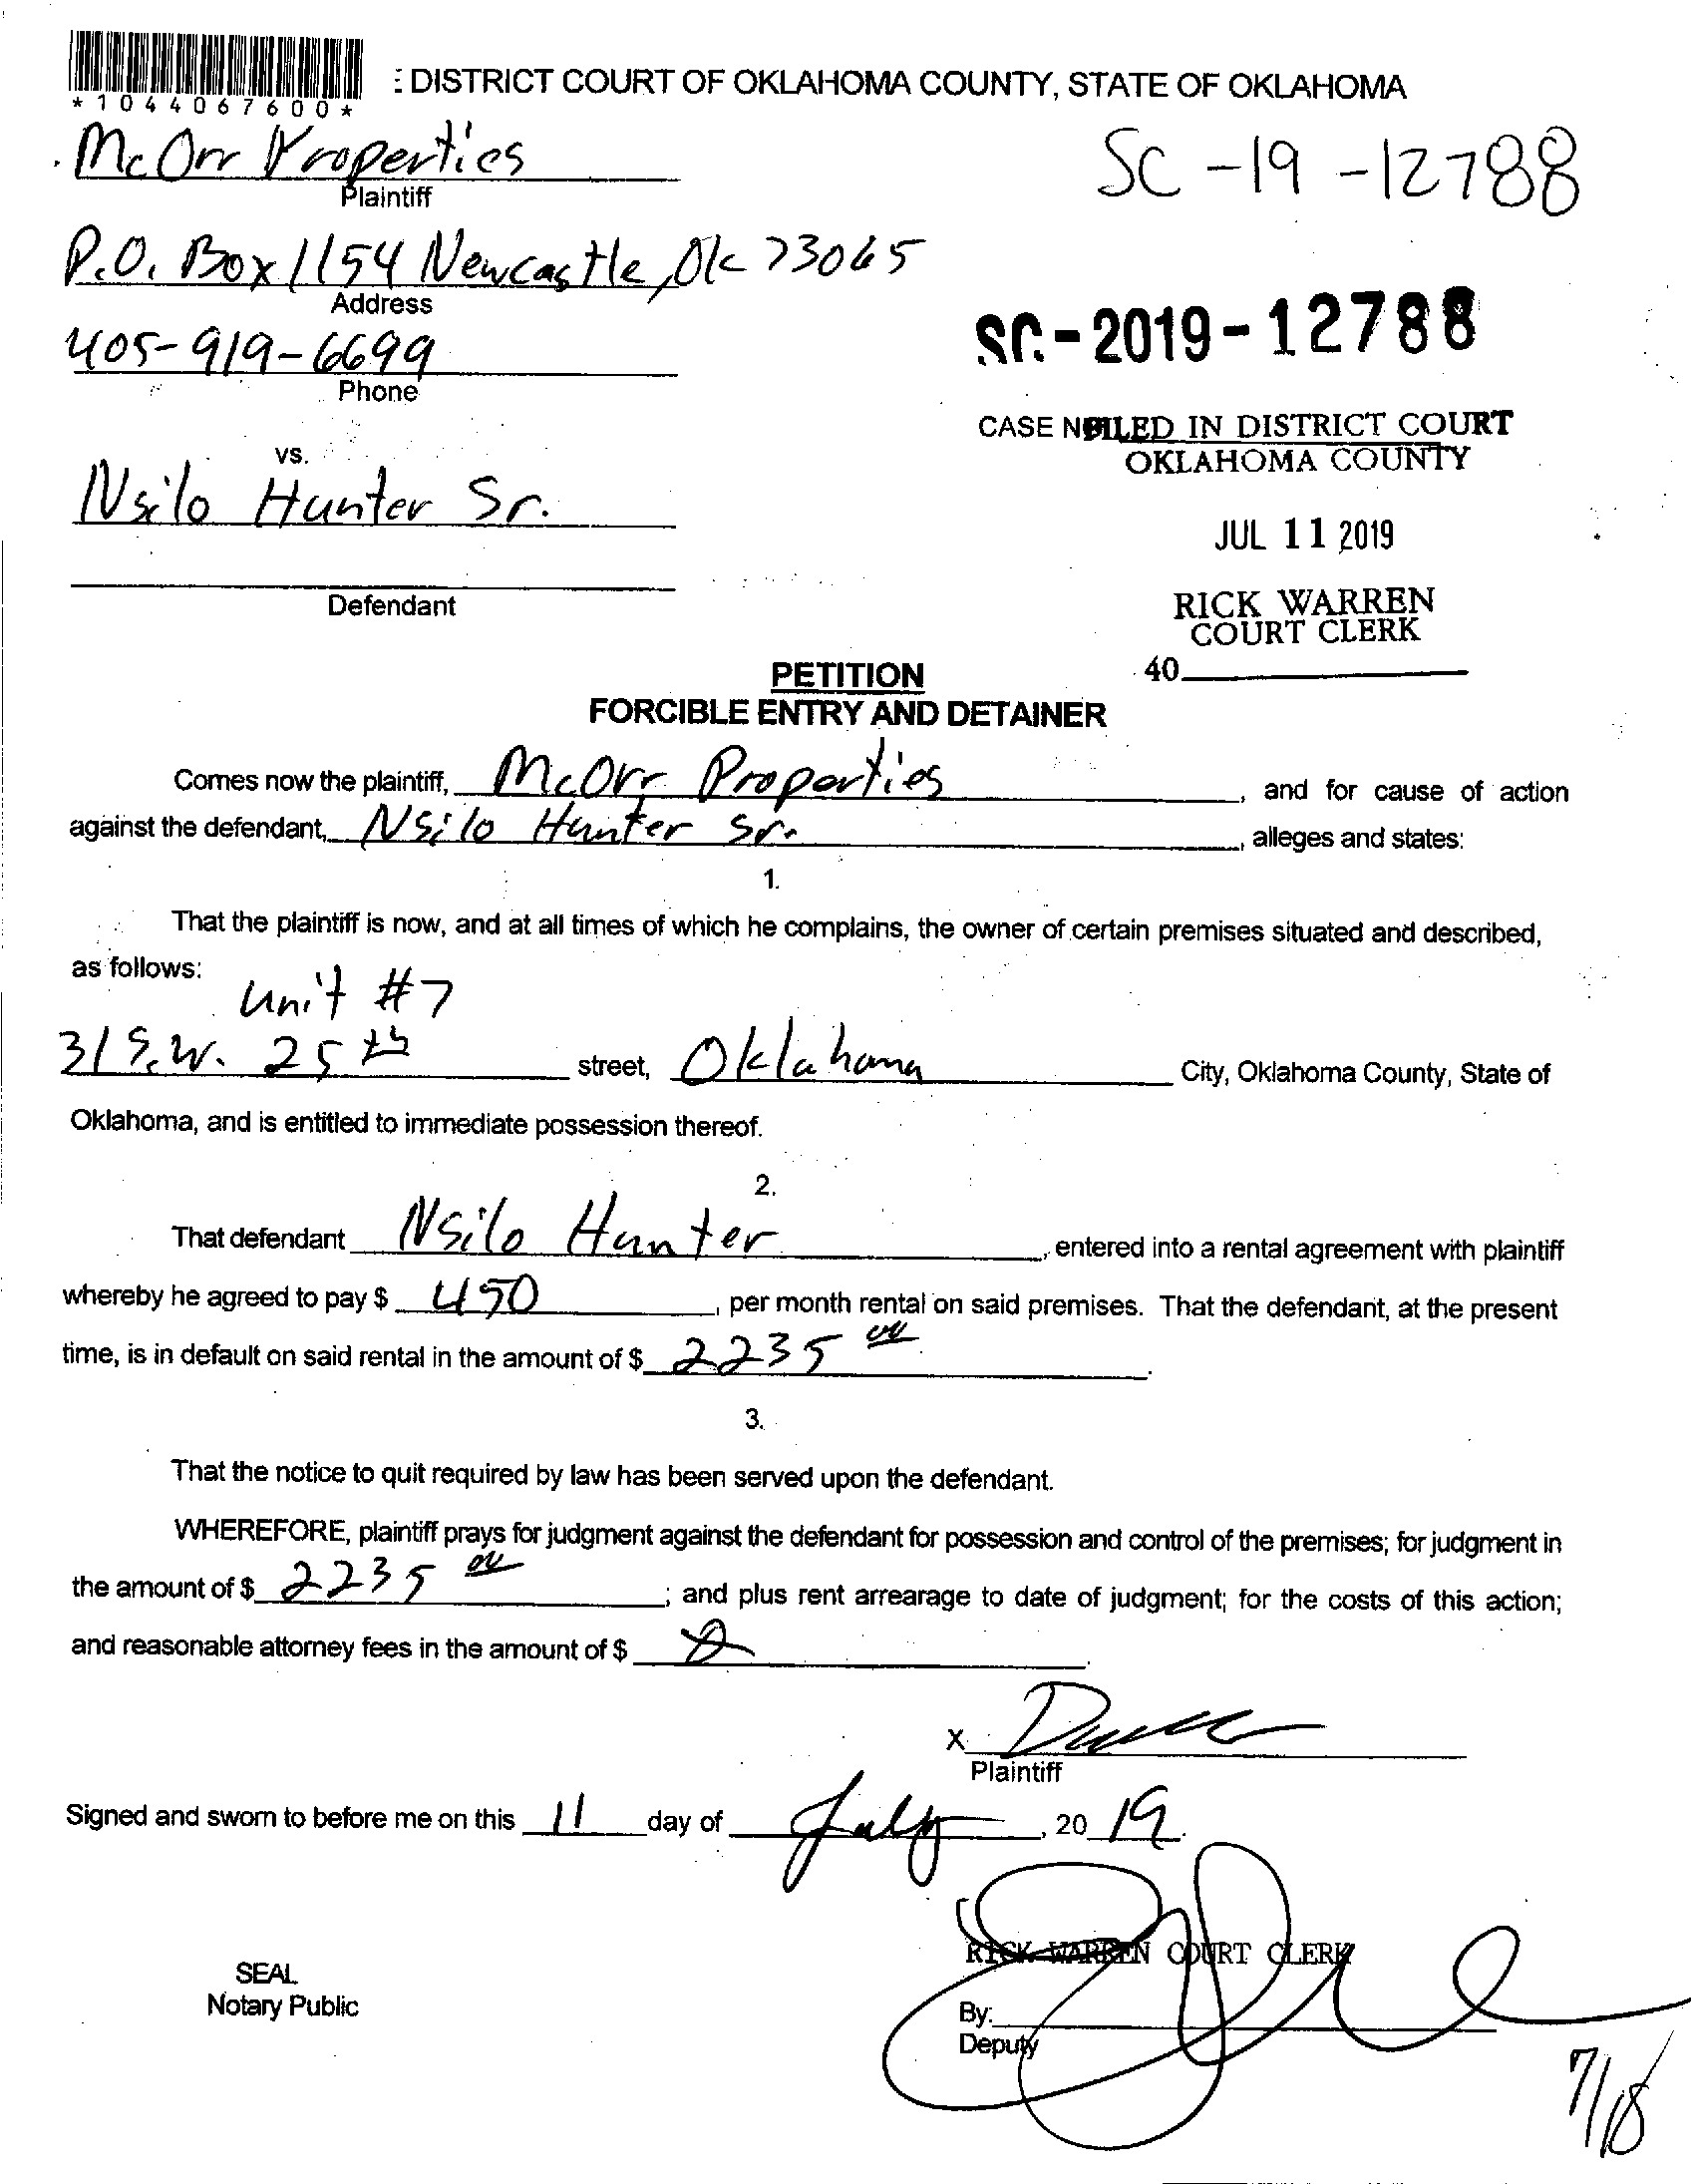 *1044067600*
: DISTRICT COURT OF OKLAHOMA COUNTY, STATE OF OKLAHOMA
McOrr Properties
Plaintiff
SC-19-12788
P.O. Box 1154 Newcastle, Ok 73065
Address
SC-2019-12788
405-919-6699
Phone
CASE NO
FILED IN DISTRICT COURT
OKLAHOMA COUNTY
vs.
Nsilo Hunter Sr.
JUL 11 2019
Defendant
RICK WARREN
COURT CLERK
40
PETITION
FORCIBLE ENTRY AND DETAINER
Comes now the plaintiff, McOrr Properties, and for cause of action
against the defendant, Nsilo Hunter Sr., alleges and states:
1.
That the plaintiff is now, and at all times of which he complains, the owner of certain premises situated and described,
as follows:
Unit #7
31 S.W. 25th street, Oklahoma City, Oklahoma County, State of
Oklahoma, and is entitled to immediate possession thereof.
2.
That defendant Nsilo Hunter, entered into a rental agreement with plaintiff
whereby he agreed to pay $ 450, per month rental on said premises. That the defendant, at the present
time, is in default on said rental in the amount of $ 2235 00.
3.
That the notice to quit required by law has been served upon the defendant.
WHEREFORE, plaintiff prays for judgment against the defendant for possession and control of the premises; for judgment in
the amount of $ 2235 00; and plus rent arrearage to date of judgment; for the costs of this action;
and reasonable attorney fees in the amount of $
X
Plaintiff
Signed and sworn to before me on this 11 day of July, 2019.
RICK WARREN COURT CLERK
SEAL
Notary Public
By:
Deputy
7/18